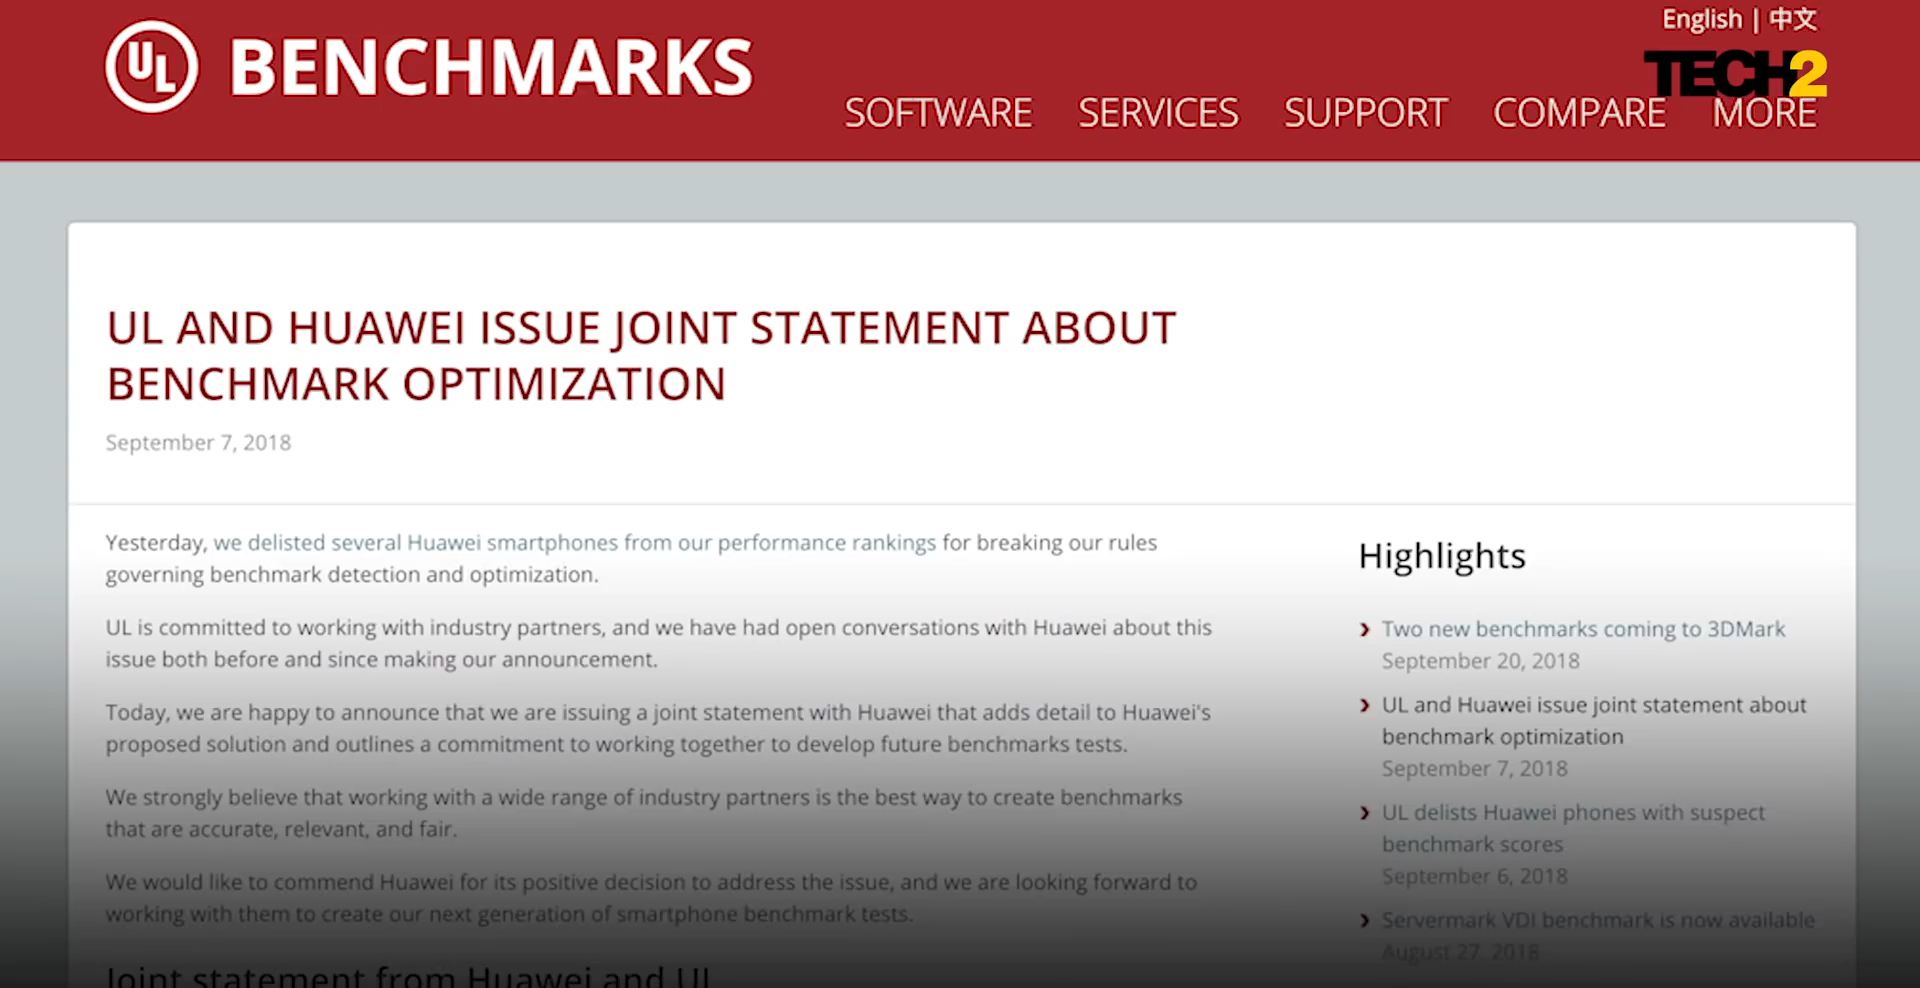 English | 中文
UL BENCHMARKS
TECH2
SOFTWARE SERVICES SUPPORT COMPARE MORE
UL AND HUAWEI ISSUE JOINT STATEMENT ABOUT
BENCHMARK OPTIMIZATION
September 7, 2018
Yesterday, we delisted several Huawei smartphones from our performance rankings for breaking our rules
governing benchmark detection and optimization.
UL is committed to working with industry partners, and we have had open conversations with Huawei about this
issue both before and since making our announcement.
Today, we are happy to announce that we are issuing a joint statement with Huawei that adds detail to Huawei's
proposed solution and outlines a commitment to working together to develop future benchmarks tests.
We strongly believe that working with a wide range of industry partners is the best way to create benchmarks
that are accurate, relevant, and fair.
We would like to commend Huawei for its positive decision to address the issue, and we are looking forward to
working with them to create our next generation of smartphone benchmark tests.
Joint statement from Huawei and UL
Highlights
Two new benchmarks coming to 3DMark
September 20, 2018
UL and Huawei issue joint statement about
benchmark optimization
September 7, 2018
UL delists Huawei phones with suspect
benchmark scores
September 6, 2018
Servermark VDI benchmark is now available
August 27, 2018